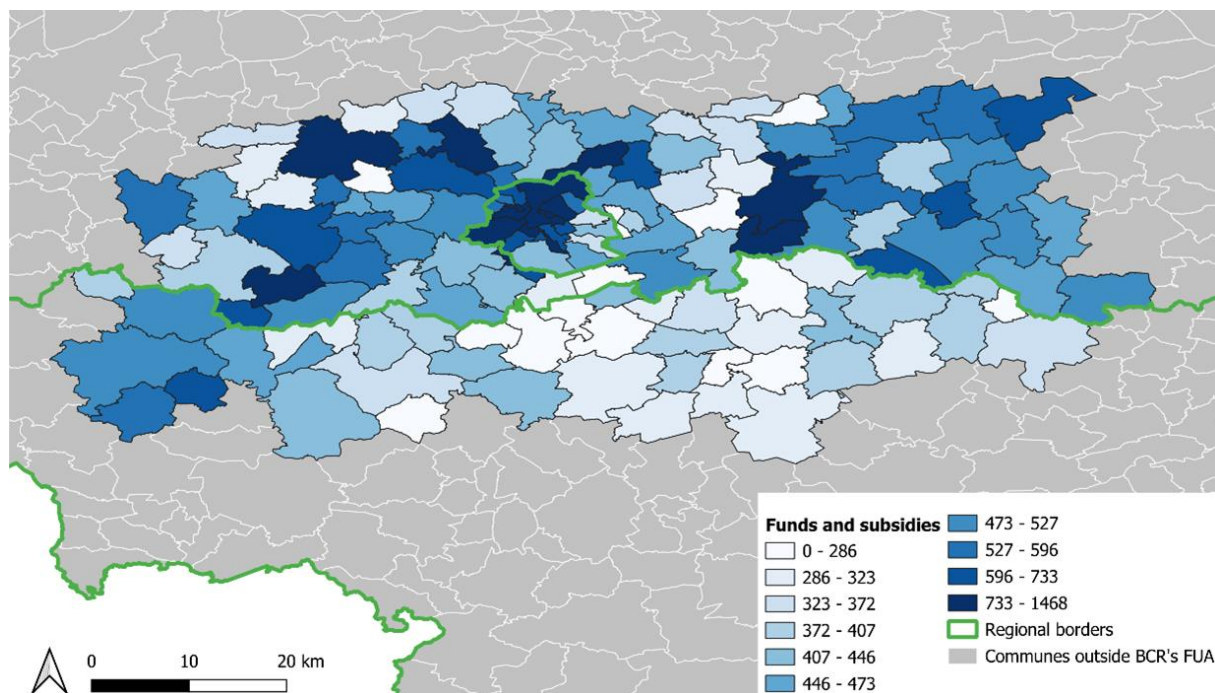 Funds and subsidies
0 - 286
286 - 323
323 - 372
372 - 407
407 - 446
446 - 473
473 - 527
527 - 596
596 - 733
733 - 1468
Regional borders
Communes outside BCR's FUA
0 10 20 km